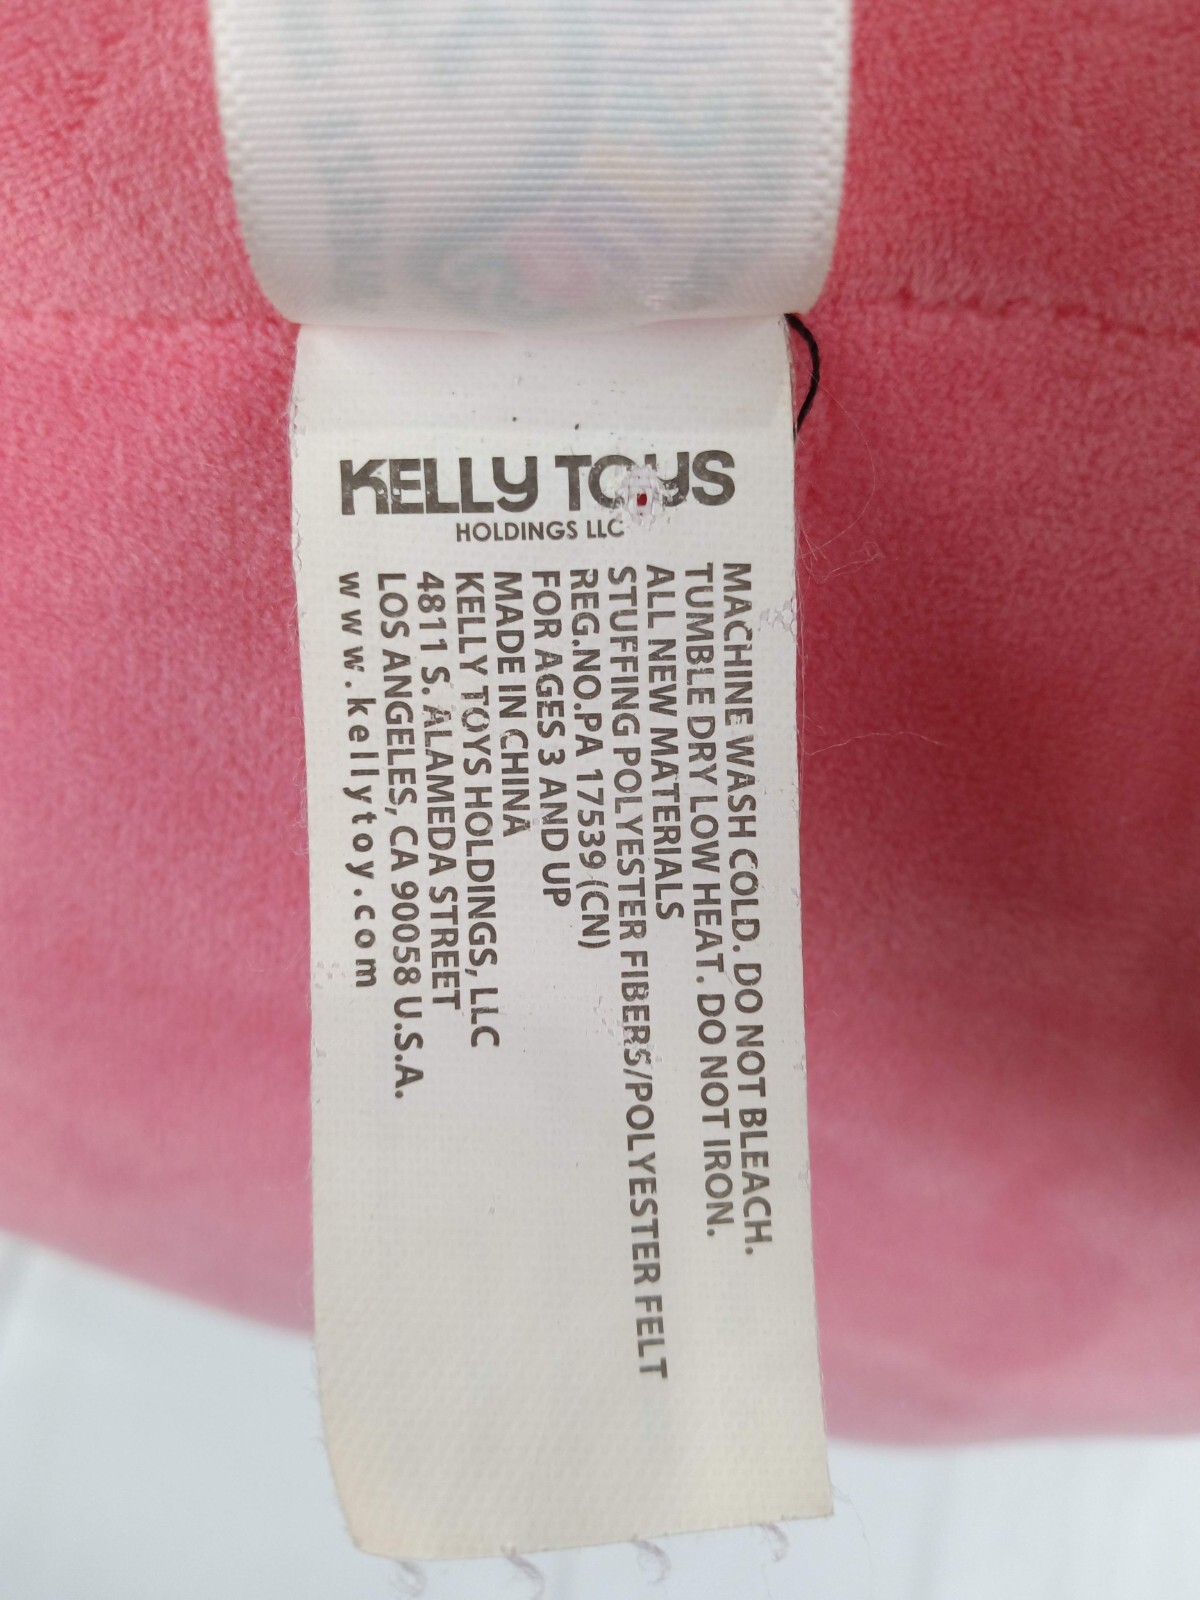 KELLY TOYS
HOLDINGS LLC
MACHINE WASH COLD. DO NOT BLEACH.
TUMBLE DRY LOW HEAT. DO NOT IRON.
ALL NEW MATERIALS
STUFFING POLYESTER FIBERS/POLYESTER FELT
REG.NO.PA 17539 (CN)
FOR AGES 3 AND UP
MADE IN CHINA
KELLY TOYS HOLDINGS, LLC
4811 S. ALAMEDA STREET
LOS ANGELES, CA 90058 U.S.A.
www.kellytoy.com